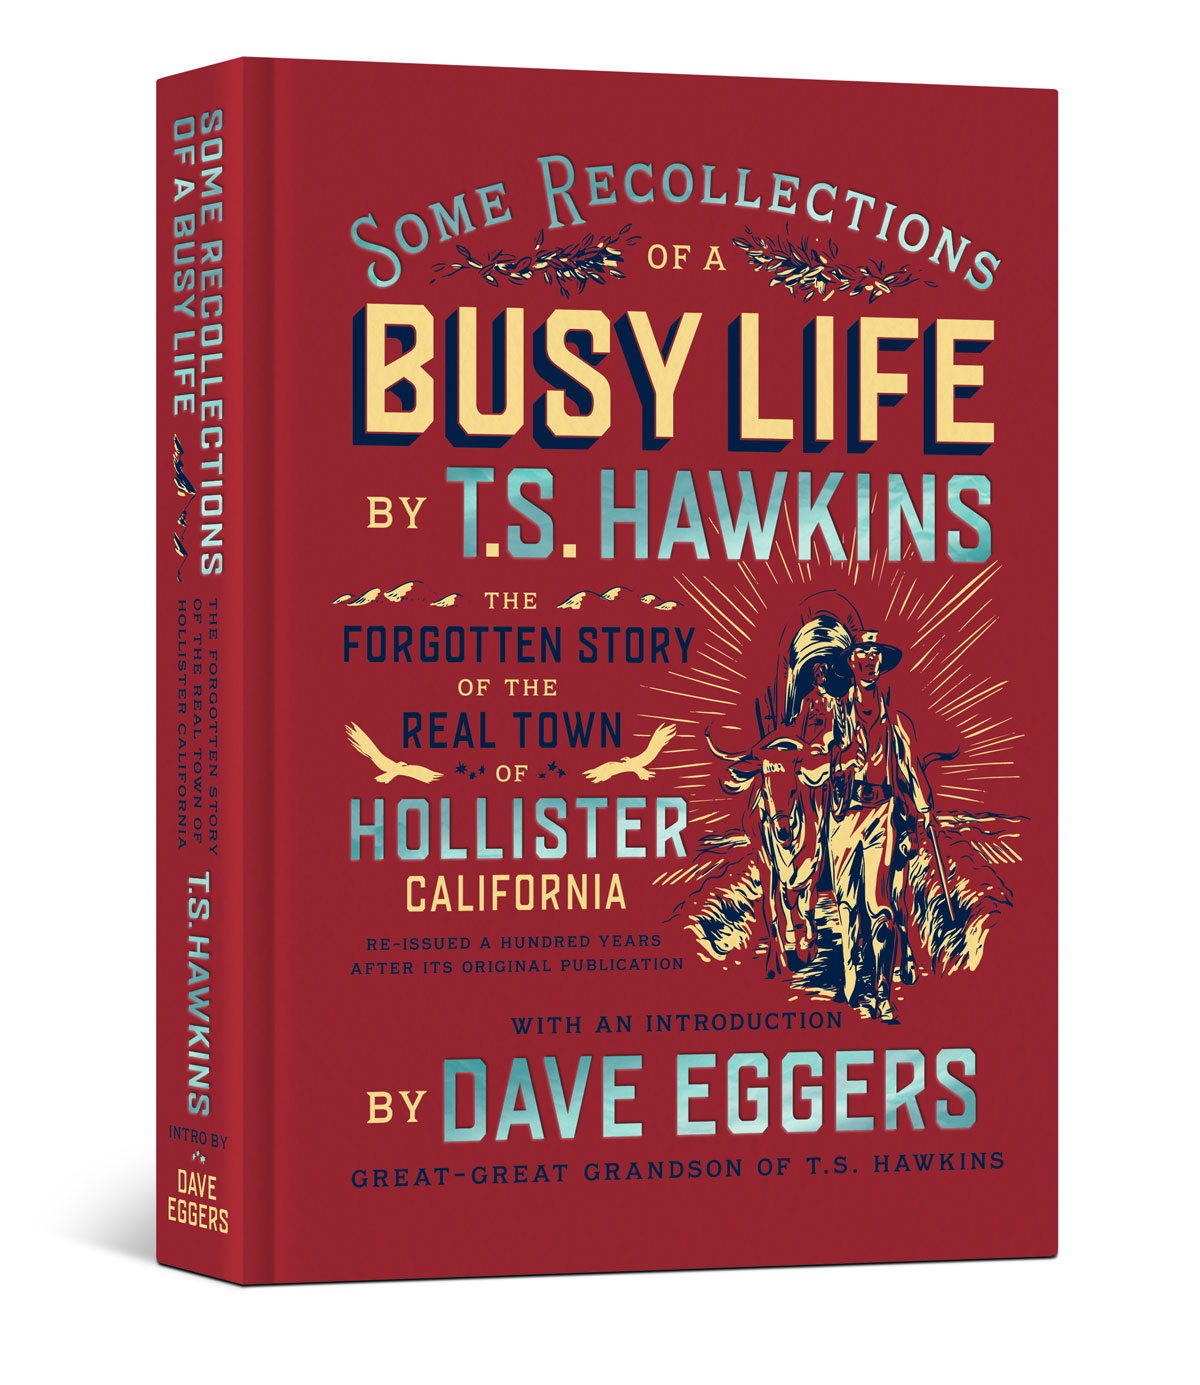 SOME RECOLLECTIONS
OF A BUSY LIFE
THE FORGOTTEN STORY
OF THE REAL TOWN OF
HOLLISTER CALIFORNIA
T.S. HAWKINS
INTRO BY
DAVE
EGGERS
SOME RECOLLECTIONS
OF A
BUSY LIFE
BY T.S. HAWKINS
THE
FORGOTTEN STORY
OF THE
REAL TOWN
OF
HOLLISTER
CALIFORNIA
RE-ISSUED A HUNDRED YEARS
AFTER ITS ORIGINAL PUBLICATION
WITH AN INTRODUCTION
BY DAVE EGGERS
GREAT-GREAT GRANDSON OF T.S. HAWKINS